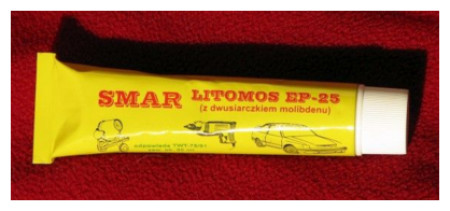 SMAR LITOMOS EP-25
(z dwusiarczkiem molibdenu)